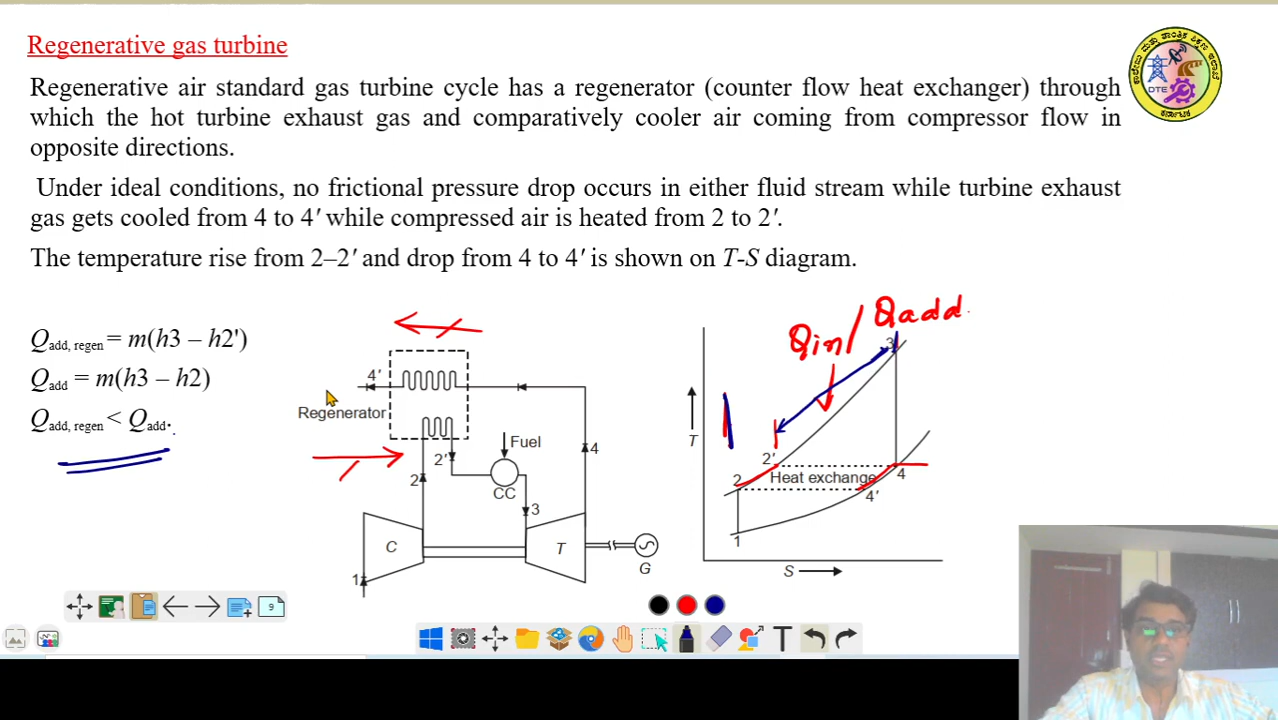 Regenerative gas turbine
Regenerative air standard gas turbine cycle has a regenerator (counter flow heat exchanger) through
which the hot turbine exhaust gas and comparatively cooler air coming from compressor flow in
opposite directions.
Under ideal conditions, no frictional pressure drop occurs in either fluid stream while turbine exhaust
gas gets cooled from 4 to 4′ while compressed air is heated from 2 to 2′.
The temperature rise from 2–2′ and drop from 4 to 4′ is shown on T-S diagram.
Qadd, regen = m(h3 – h2')
Qadd = m(h3 – h2)
Qadd, regen < Qadd.
4′
Regenerator
2′
2
Fuel
CC
3
4
C
T
G
1
Qin/Qadd.
3
T
2′
2
Heat exchange
4
4′
1
S
DTE
9
T